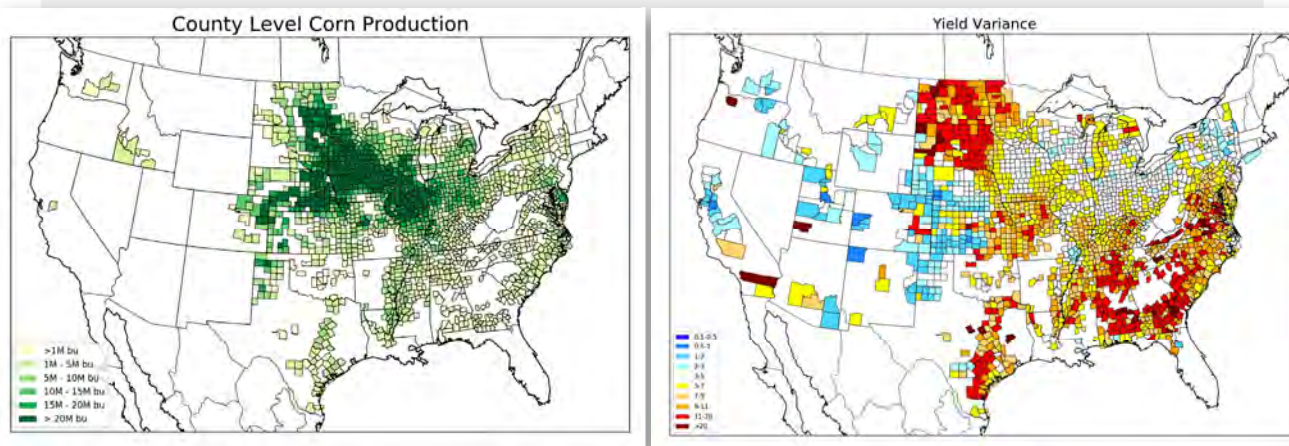 County Level Corn Production
>1M bu
1M - 5M bu
5M - 10M bu
10M - 15M bu
15M - 20M bu
> 20M bu
Yield Variance
0.1-0.5
0.5-1
1-2
2-3
3-5
5-7
7-9
9-11
11-20
>20